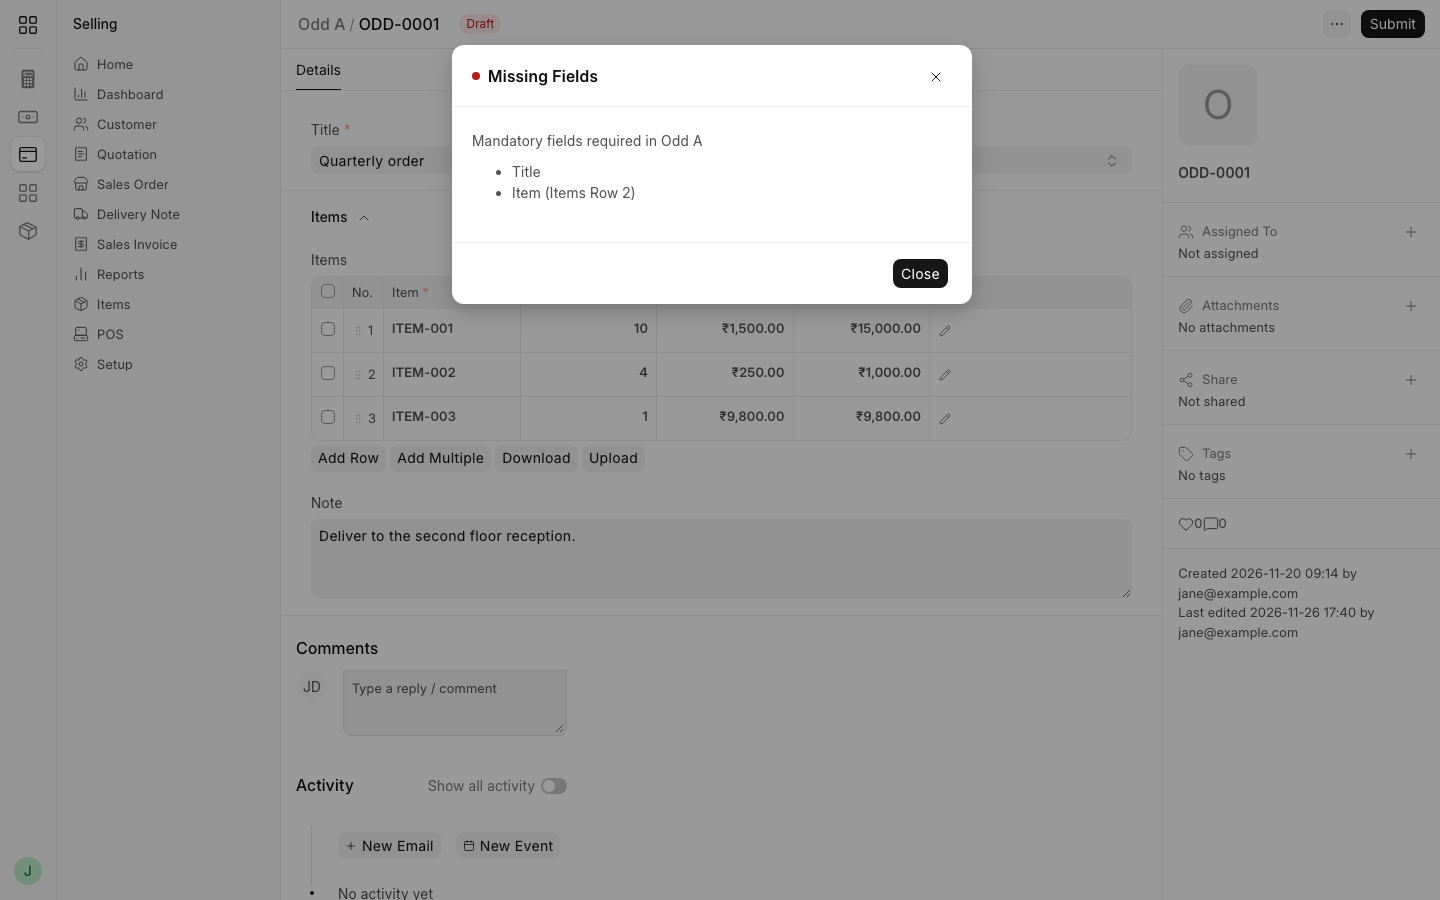 Selling
Home
Dashboard
Customer
Quotation
Sales Order
Delivery Note
Sales Invoice
Reports
Items
POS
Setup
J
Odd A / ODD-0001
Draft
...
Submit
Details
Missing Fields
Mandatory fields required in Odd A
• Title
• Item (Items Row 2)
Close
Title *
Quarterly order
Items
Items
No. Item *
1 ITEM-001 10 ₹1,500.00 ₹15,000.00
2 ITEM-002 4 ₹250.00 ₹1,000.00
3 ITEM-003 1 ₹9,800.00 ₹9,800.00
Add Row Add Multiple Download Upload
Note
Deliver to the second floor reception.
Comments
JD
Type a reply / comment
Activity
Show all activity
New Email
New Event
No activity yet
O
ODD-0001
Assigned To
Not assigned
Attachments
No attachments
Share
Not shared
Tags
No tags
0 0
Created 2026-11-20 09:14 by
jane@example.com
Last edited 2026-11-26 17:40 by
jane@example.com